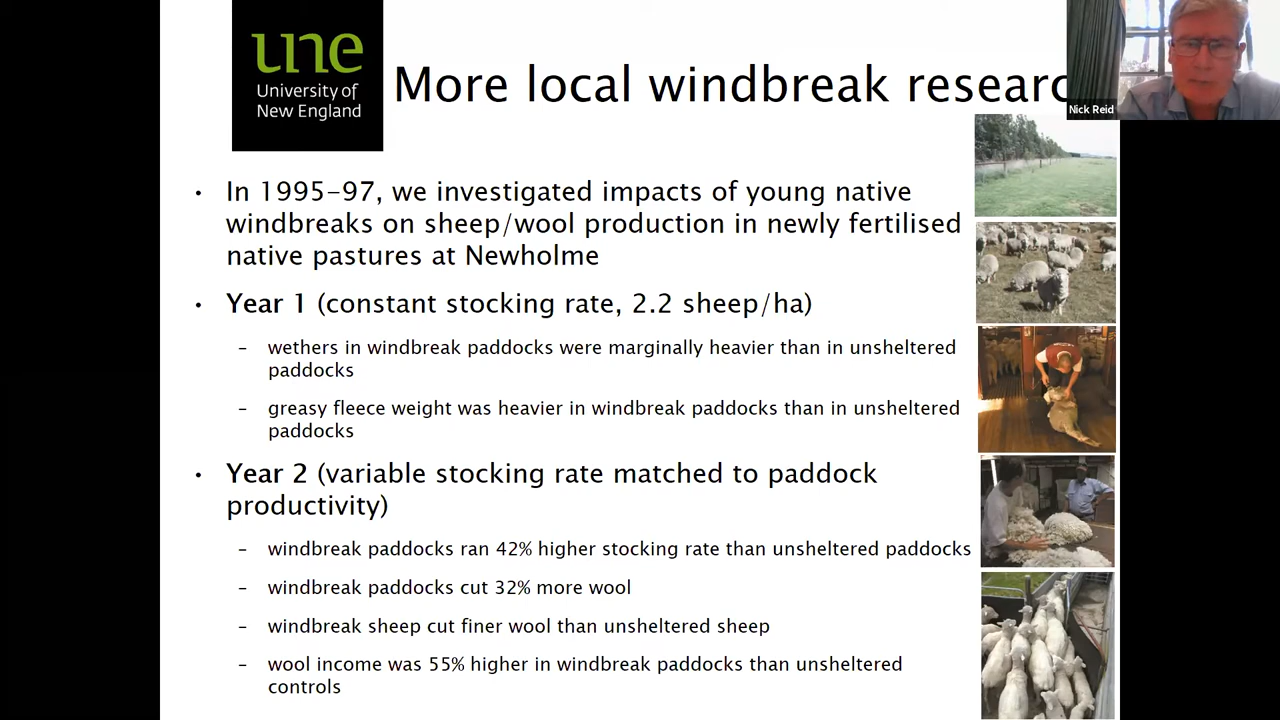 une
University of
New England
More local windbreak researc
Nick Reid
• In 1995-97, we investigated impacts of young native
windbreaks on sheep/wool production in newly fertilised
native pastures at Newholme
• Year 1 (constant stocking rate, 2.2 sheep/ha)
– wethers in windbreak paddocks were marginally heavier than in unsheltered
paddocks
– greasy fleece weight was heavier in windbreak paddocks than in unsheltered
paddocks
• Year 2 (variable stocking rate matched to paddock
productivity)
– windbreak paddocks ran 42% higher stocking rate than unsheltered paddocks
– windbreak paddocks cut 32% more wool
– windbreak sheep cut finer wool than unsheltered sheep
– wool income was 55% higher in windbreak paddocks than unsheltered
controls